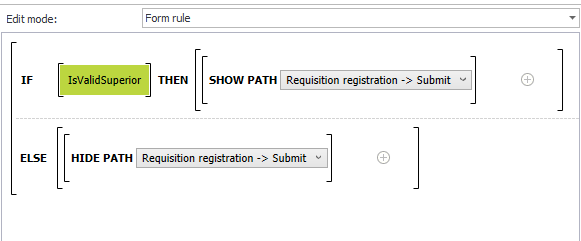 Edit mode: Form rule
IF IsValidSuperior THEN SHOW PATH Requisition registration -> Submit
ELSE HIDE PATH Requisition registration -> Submit